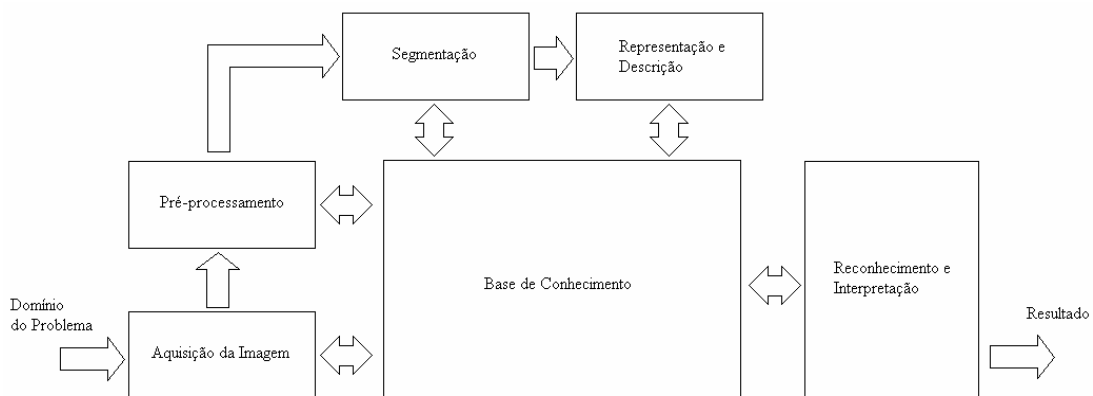 Segmentação
Representação e
Descrição
Pré-processamento
Base de Conhecimento
Reconhecimento e
Interpretação
Domínio
do Problema
Aquisição da Imagem
Resultado